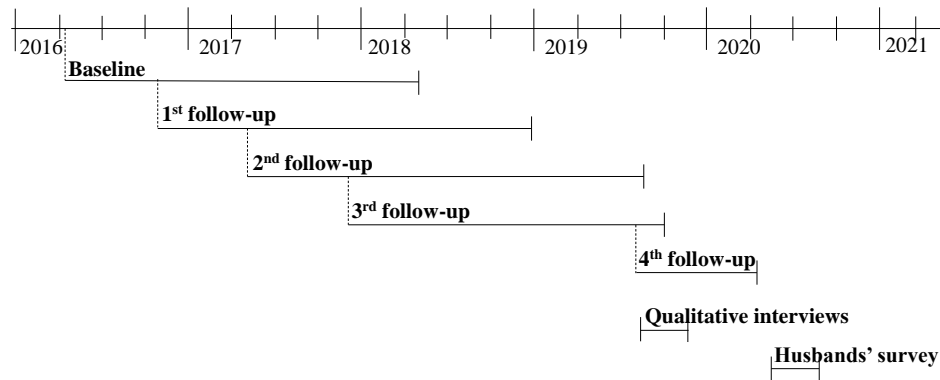 2016 2017 2018 2019 2020 2021
Baseline
1st follow-up
2nd follow-up
3rd follow-up
4th follow-up
Qualitative interviews
Husbands' survey